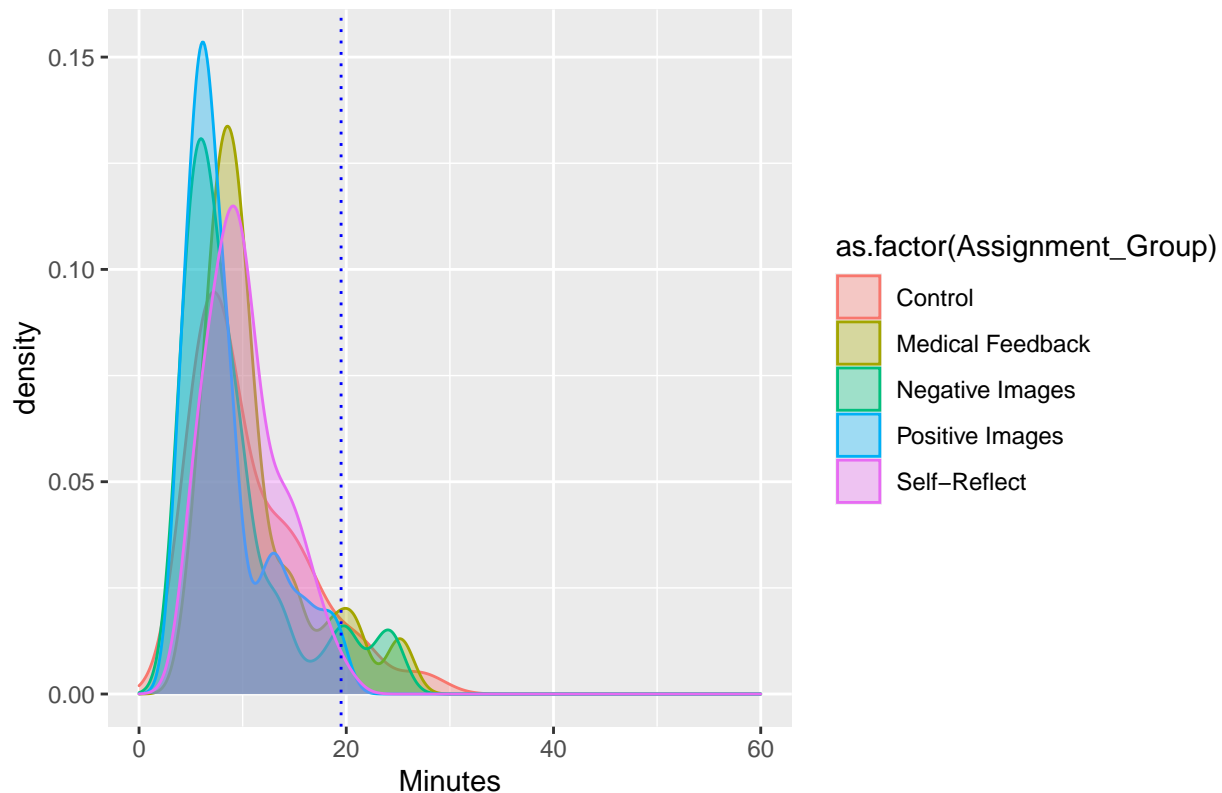 density
0.15
0.10
0.05
0.00
0
20
40
60
Minutes
as.factor(Assignment_Group)
Control
Medical Feedback
Negative Images
Positive Images
Self−Reflect